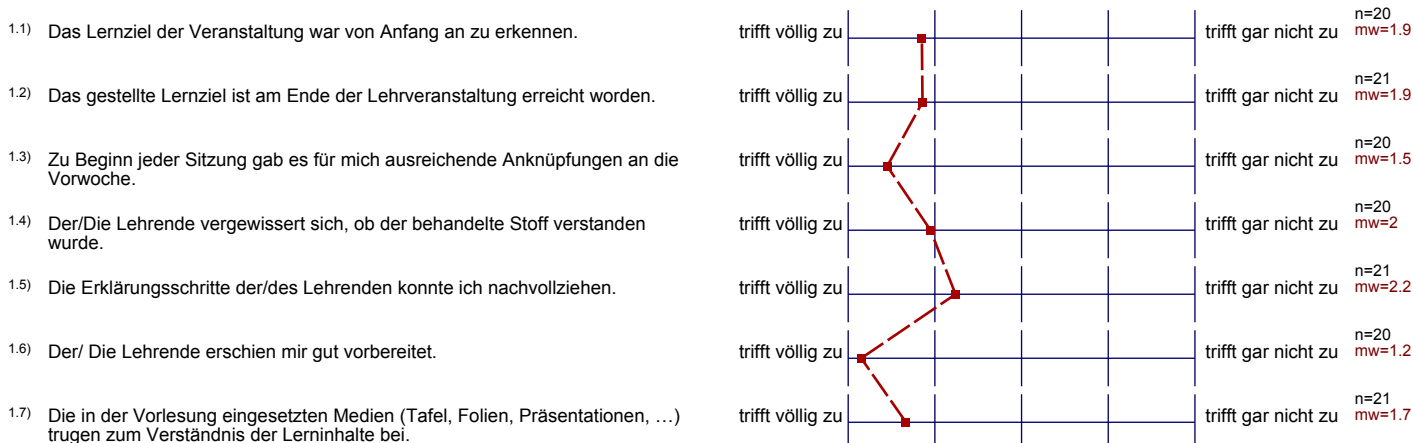 1.1) Das Lernziel der Veranstaltung war von Anfang an zu erkennen. trifft völlig zu trifft gar nicht zu n=20
mw=1.9
1.2) Das gestellte Lernziel ist am Ende der Lehrveranstaltung erreicht worden. trifft völlig zu trifft gar nicht zu n=21
mw=1.9
1.3) Zu Beginn jeder Sitzung gab es für mich ausreichende Anknüpfungen an die trifft völlig zu trifft gar nicht zu n=20
Vorwoche. mw=1.5
1.4) Der/Die Lehrende vergewissert sich, ob der behandelte Stoff verstanden trifft völlig zu trifft gar nicht zu n=20
wurde. mw=2
1.5) Die Erklärungsschritte der/des Lehrenden konnte ich nachvollziehen. trifft völlig zu trifft gar nicht zu n=21
mw=2.2
1.6) Der/ Die Lehrende erschien mir gut vorbereitet. trifft völlig zu trifft gar nicht zu n=20
mw=1.2
1.7) Die in der Vorlesung eingesetzten Medien (Tafel, Folien, Präsentationen, …) trifft völlig zu trifft gar nicht zu n=21
trugen zum Verständnis der Lerninhalte bei. mw=1.7